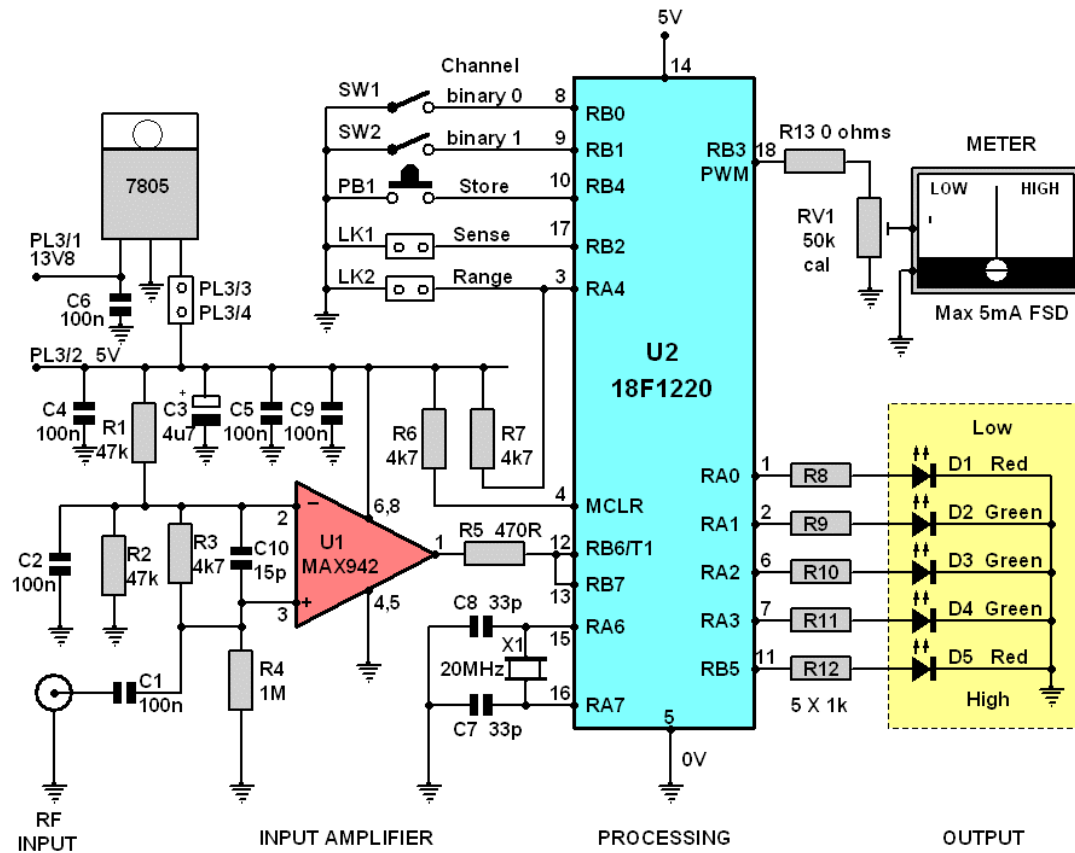 5V
14
Channel
SW1
binary 0
8
RB0
SW2
binary 1
9
RB1
PB1
Store
10
RB4
LK1
Sense
17
RB2
LK2
Range
3
RA4
RB3
PWM
18
R13 0 ohms
METER
LOW
HIGH
RV1
50k
cal
Max 5mA FSD
7805
PL3/1
13V8
C6
100n
PL3/3
PL3/4
PL3/2
5V
C4
100n
R1
47k
+
C3
4u7
C5
100n
C9
100n
R6
4k7
R7
4k7
U2
18F1220
4
MCLR
C2
100n
R2
47k
R3
4k7
C10
15p
2
−
3
+
U1
MAX942
6,8
4,5
1
R5 470R
12
RB6/T1
RB7
13
C8 33p
15
RA6
X1
20MHz
16
RA7
C7 33p
5
0V
C1
100n
R4
1M
RF
INPUT
Low
RA0
1
R8
D1 Red
RA1
2
R9
D2 Green
RA2
6
R10
D3 Green
RA3
7
R11
D4 Green
RB5
11
R12
D5 Red
5 X 1k
High
INPUT AMPLIFIER
PROCESSING
OUTPUT